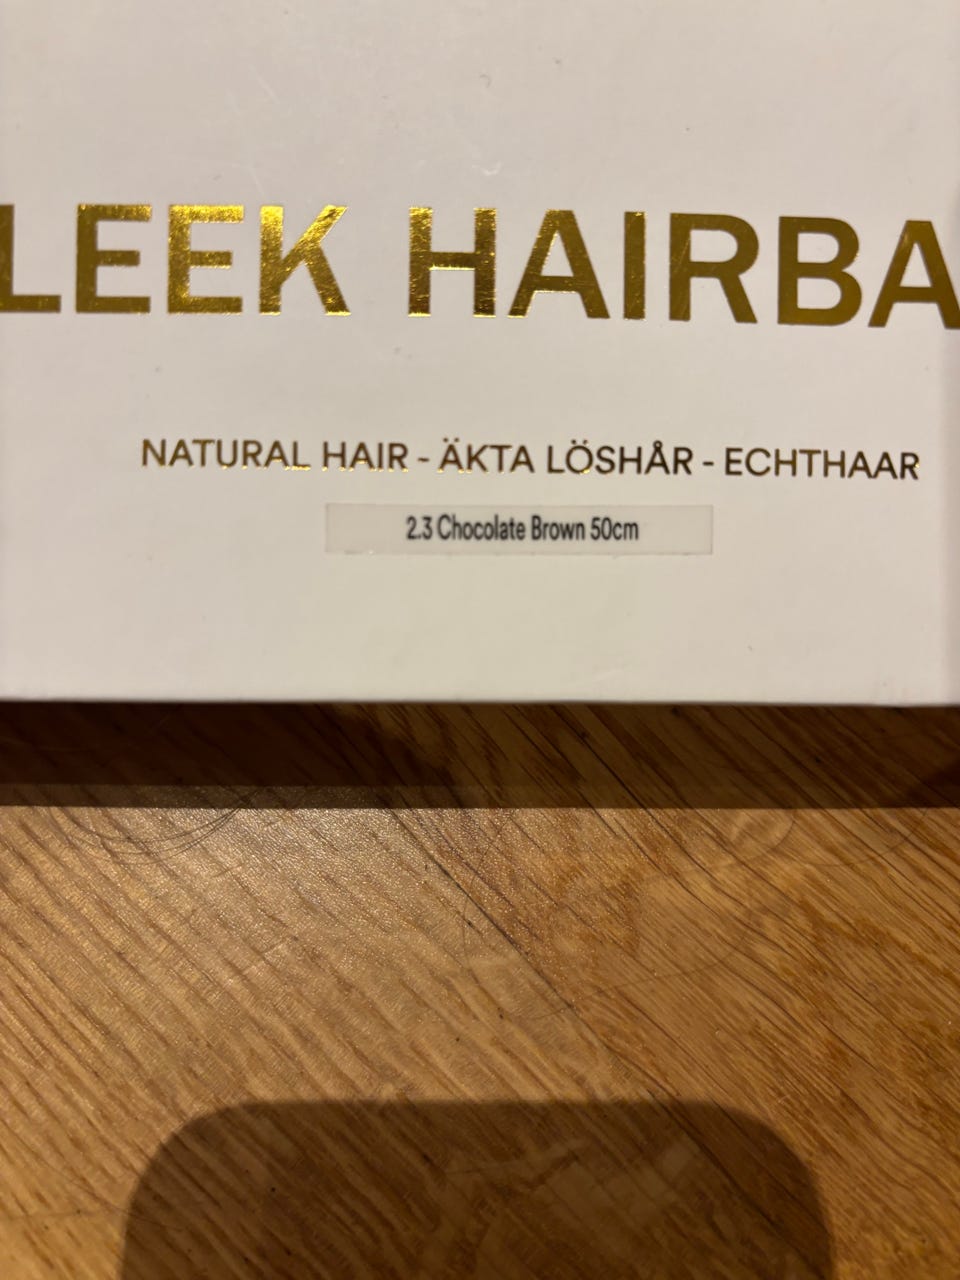 LEEK HAIRBA
NATURAL HAIR - ÄKTA LÖSHÅR - ECHTHAAR
2.3 Chocolate Brown 50cm